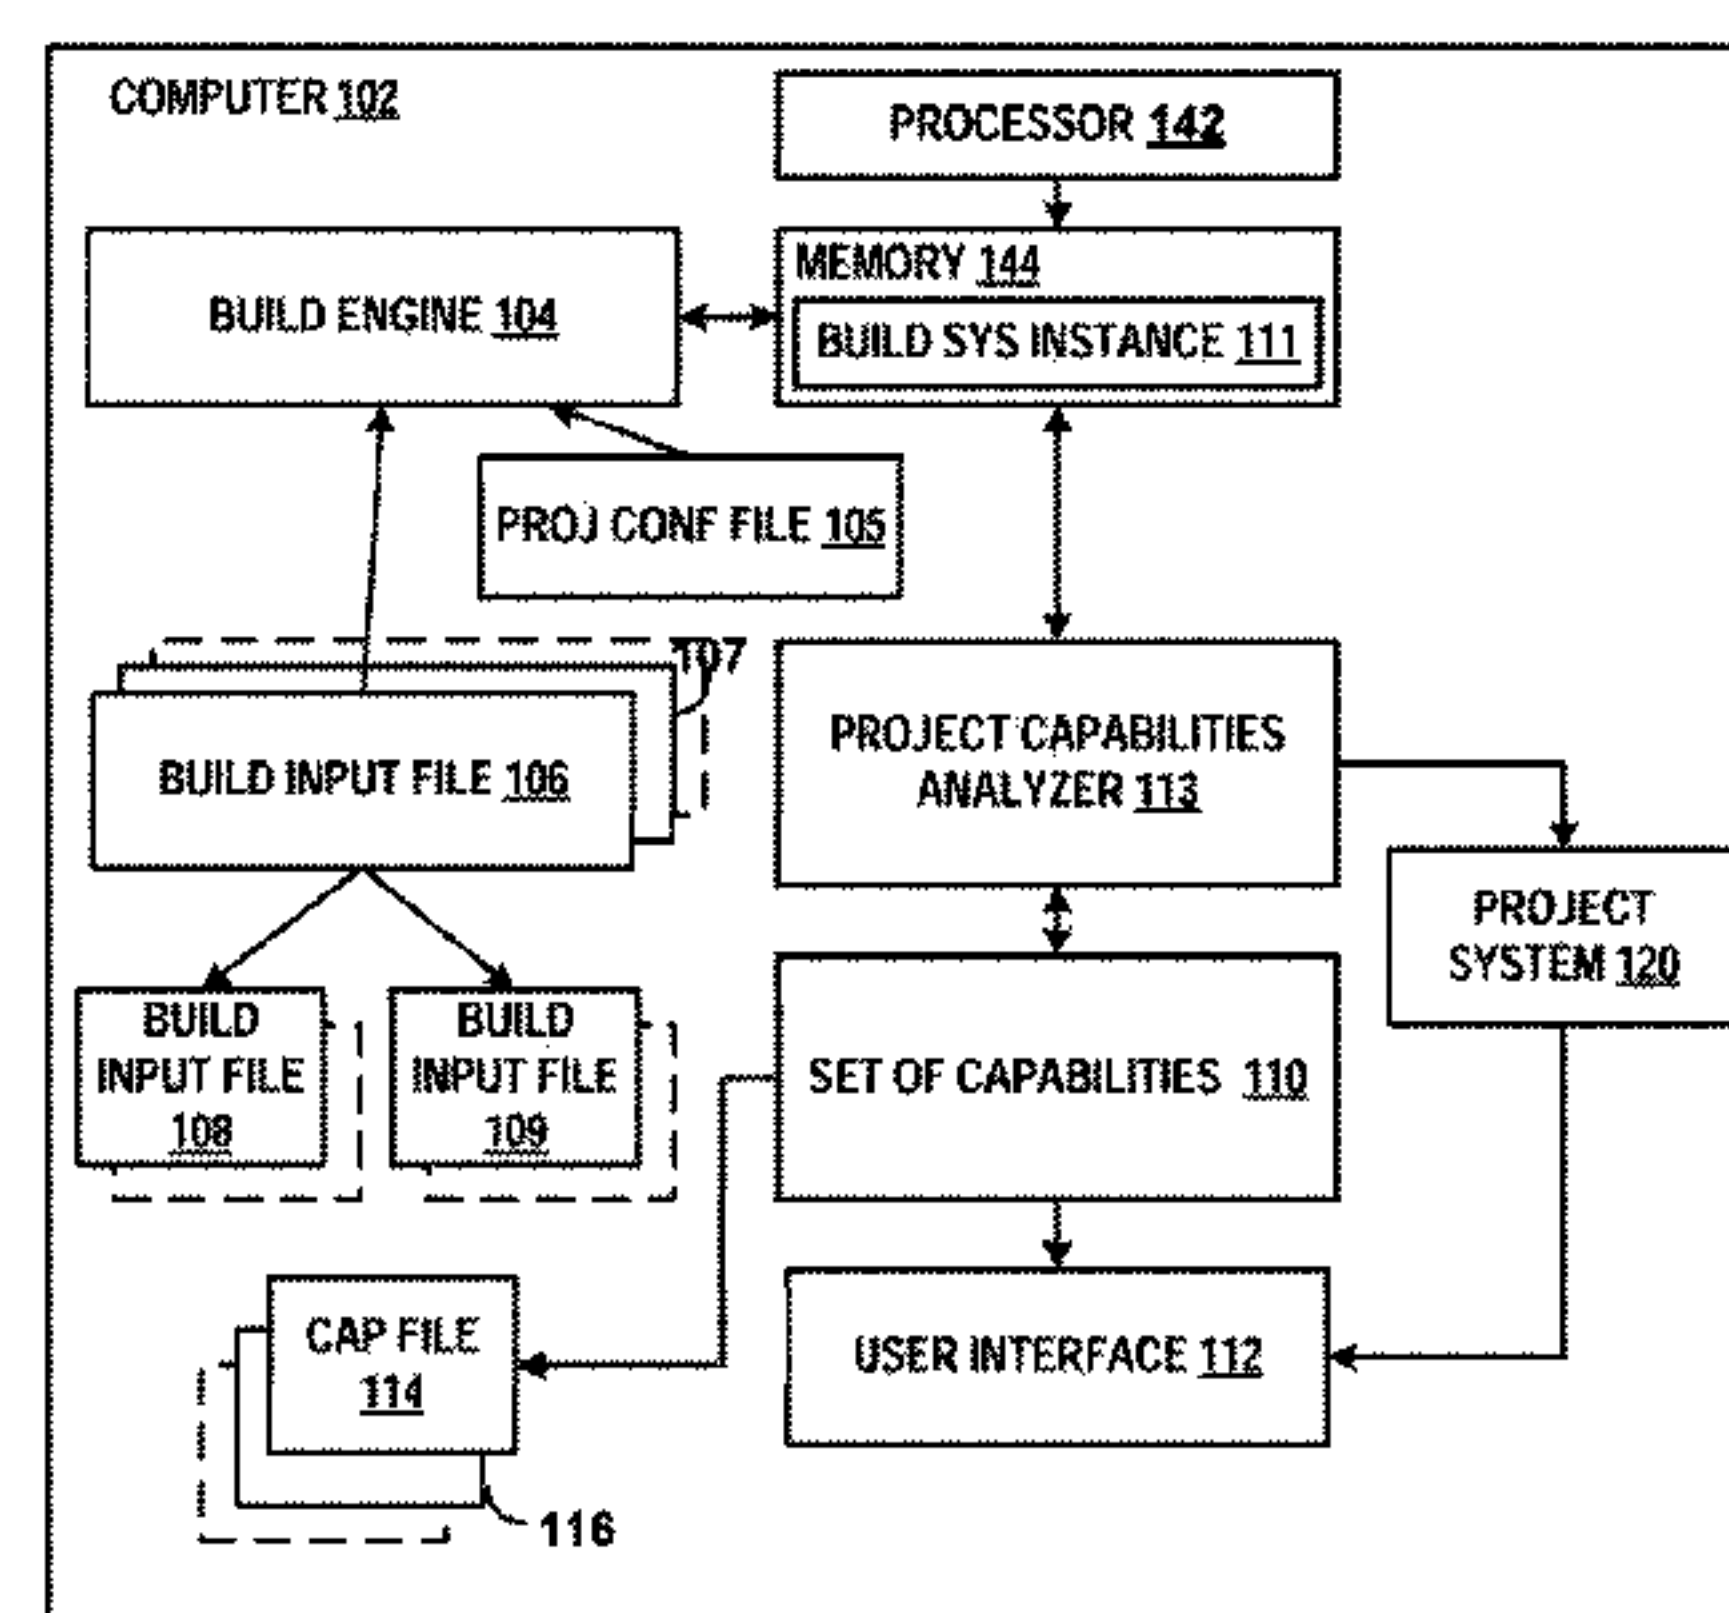 COMPUTER 102
PROCESSOR 142
MEMORY 144
BUILD SYS INSTANCE 111
BUILD ENGINE 104
PROJ CONF FILE 105
107
BUILD INPUT FILE 106
PROJECT CAPABILITIES
ANALYZER 113
PROJECT
SYSTEM 120
BUILD
INPUT FILE
108
BUILD
INPUT FILE
109
SET OF CAPABILITIES 110
CAP FILE
114
116
USER INTERFACE 112